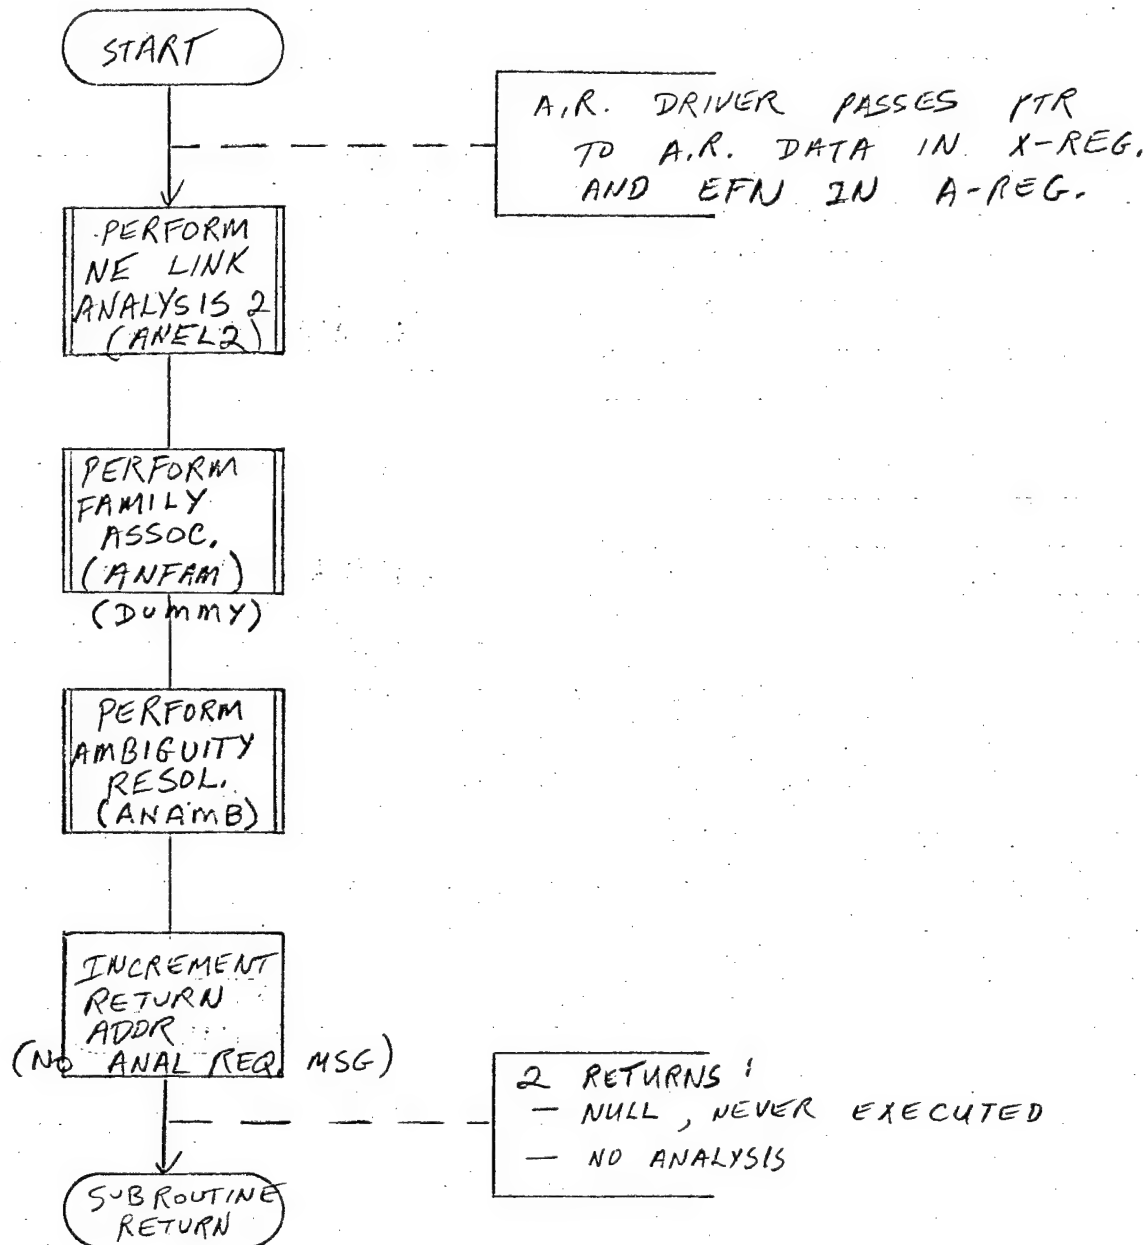 START
A.R. DRIVER PASSES PTR
TO A.R. DATA IN X-REG.
AND EFN IN A-REG.
PERFORM
NE LINK
ANALYSIS 2
(ANEL2)
PERFORM
FAMILY
ASSOC.
(ANFAM)
(DUMMY)
PERFORM
AMBIGUITY
RESOL.
(ANAMB)
INCREMENT
RETURN
ADDR
(NO ANAL REQ. MSG)
2 RETURNS:
- NULL, NEVER EXECUTED
- NO ANALYSIS
SUBROUTINE
RETURN